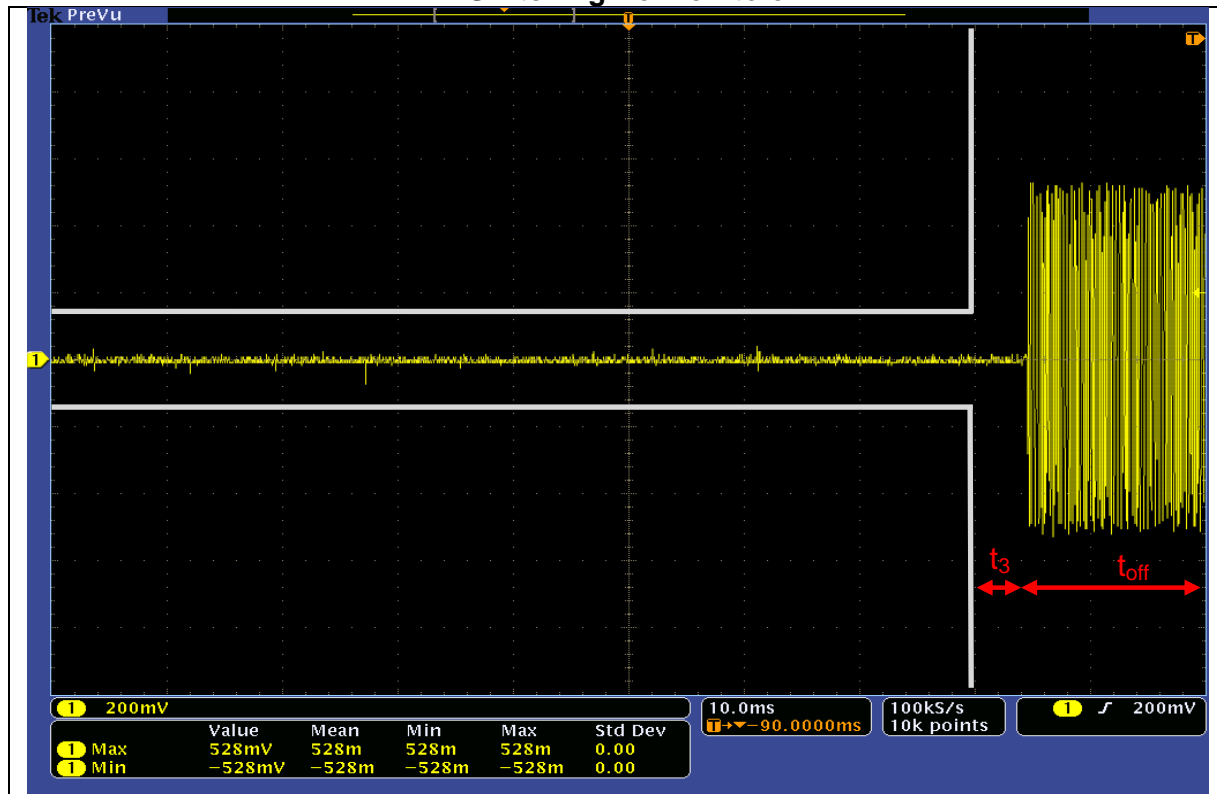 Tek PreVu
T
T
1
t3
toff
1 200mV
10.0ms
T→▼−90.0000ms
100kS/s
10k points
1 ƒ 200mV
Value Mean Min Max Std Dev
1 Max 528mV 528m 528m 528m 0.00
1 Min −528mV −528m −528m −528m 0.00